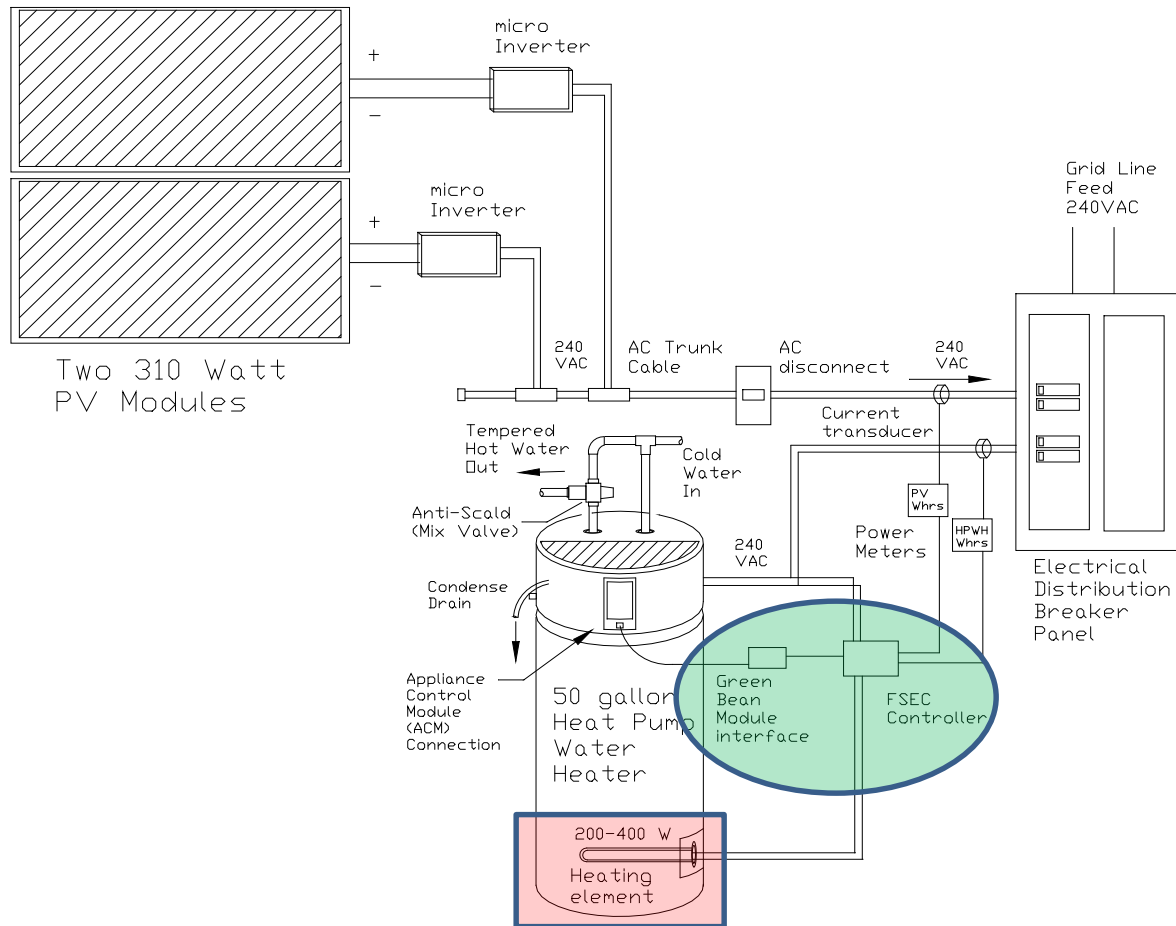 micro
Inverter
+
-
micro
Inverter
+
-
Two 310 Watt
PV Modules
240
VAC
AC Trunk
Cable
AC
disconnect
240
VAC
Grid Line
Feed
240VAC
Current
transducer
Tempered
Hot Water
Out
Cold
Water
In
Anti-Scald
(Mix Valve)
PV
Whrs
HPWH
Whrs
Power
Meters
240
VAC
Condense
Drain
Electrical
Distribution
Breaker
Panel
Appliance
Control
Module
(ACM)
Connection
50 gallon
Heat Pump
Water
Heater
Green
Bean
Module
interface
FSEC
Controller
200-400 W
Heating
element